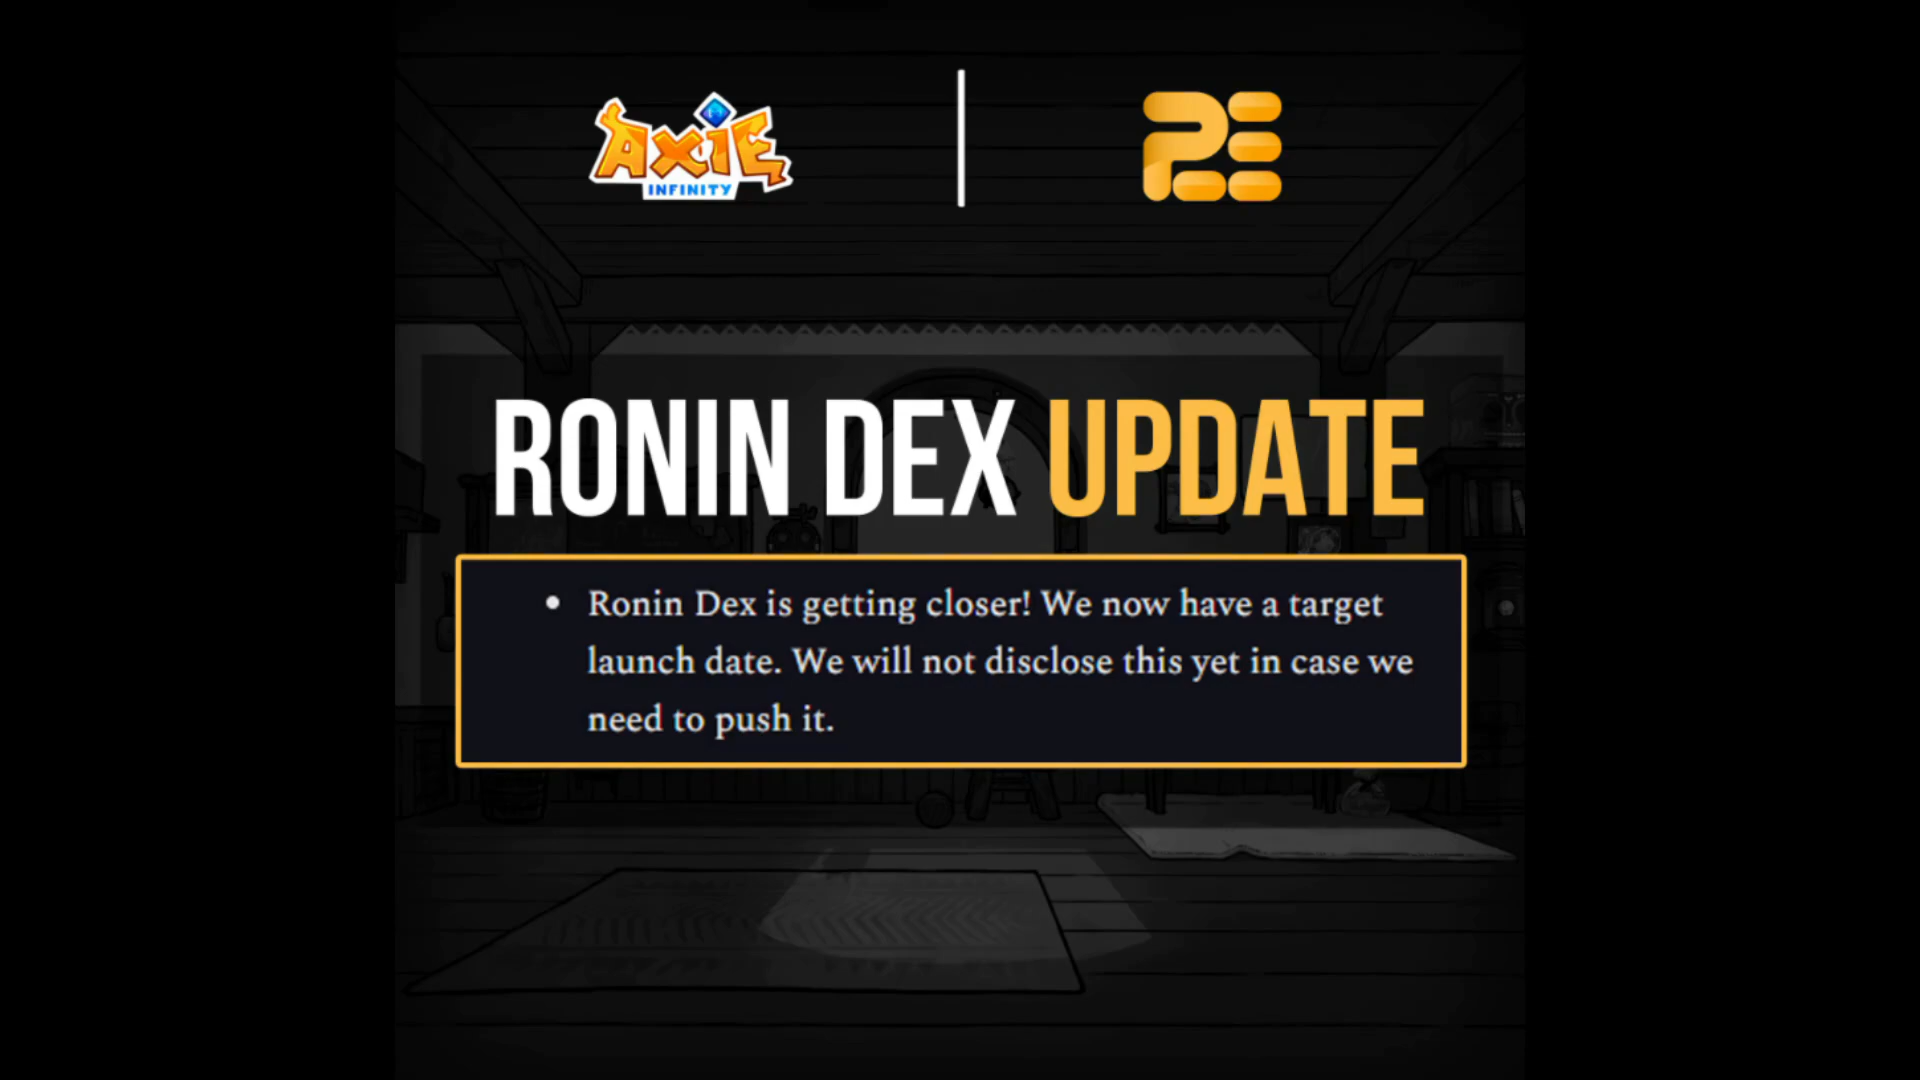 AXIE
INFINITY
RONIN DEX UPDATE
• Ronin Dex is getting closer! We now have a target
launch date. We will not disclose this yet in case we
need to push it.